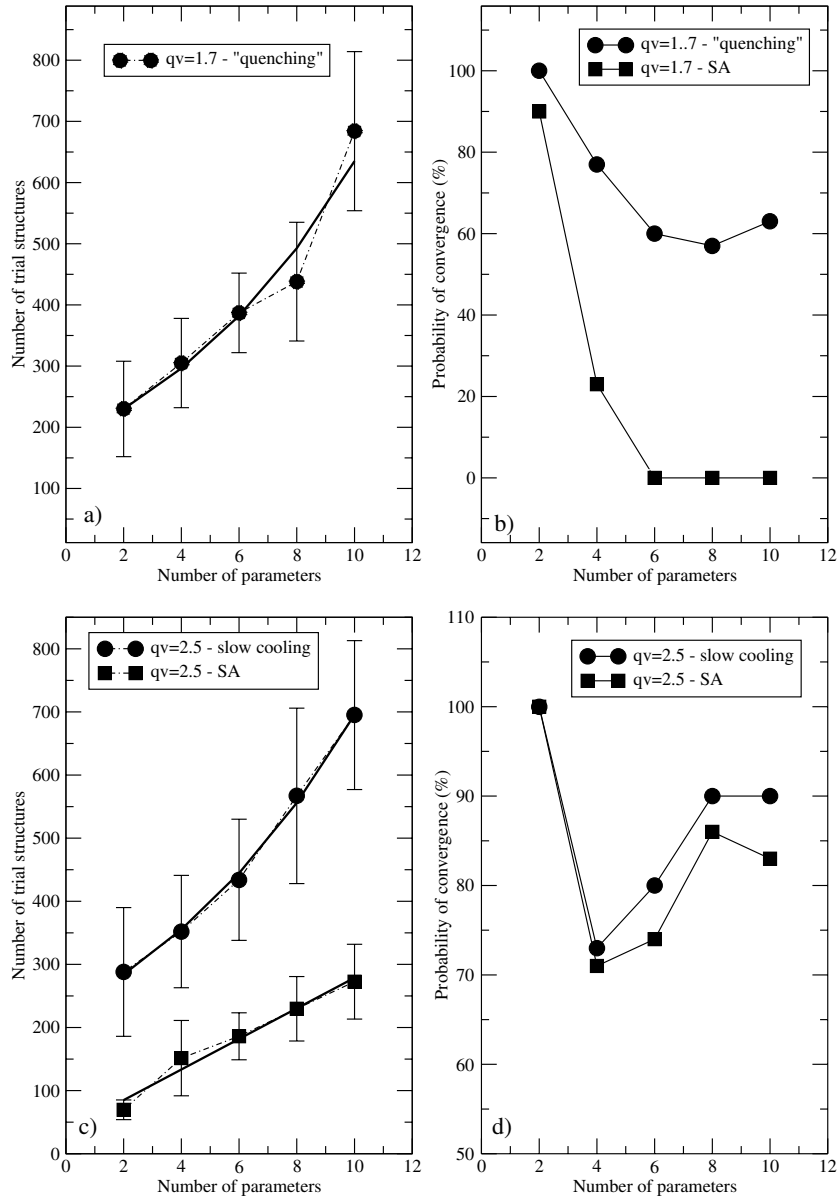 qv=1.7 - "quenching"
Number of trial structures
800
700
600
500
400
300
200
100
a)
0 2 4 6 8 10 12
Number of parameters
qv=1..7 - "quenching"
qv=1.7 - SA
Probability of convergence (%)
100
80
60
40
20
0
b)
0 2 4 6 8 10 12
Number of parameters
qv=2.5 - slow cooling
qv=2.5 - SA
Number of trial structures
800
700
600
500
400
300
200
100
0
c)
0 2 4 6 8 10 12
Number of parameters
qv=2.5 - slow cooling
qv=2.5 - SA
Probability of convergence (%)
110
100
90
80
70
60
50
d)
0 2 4 6 8 10 12
Number of parameters